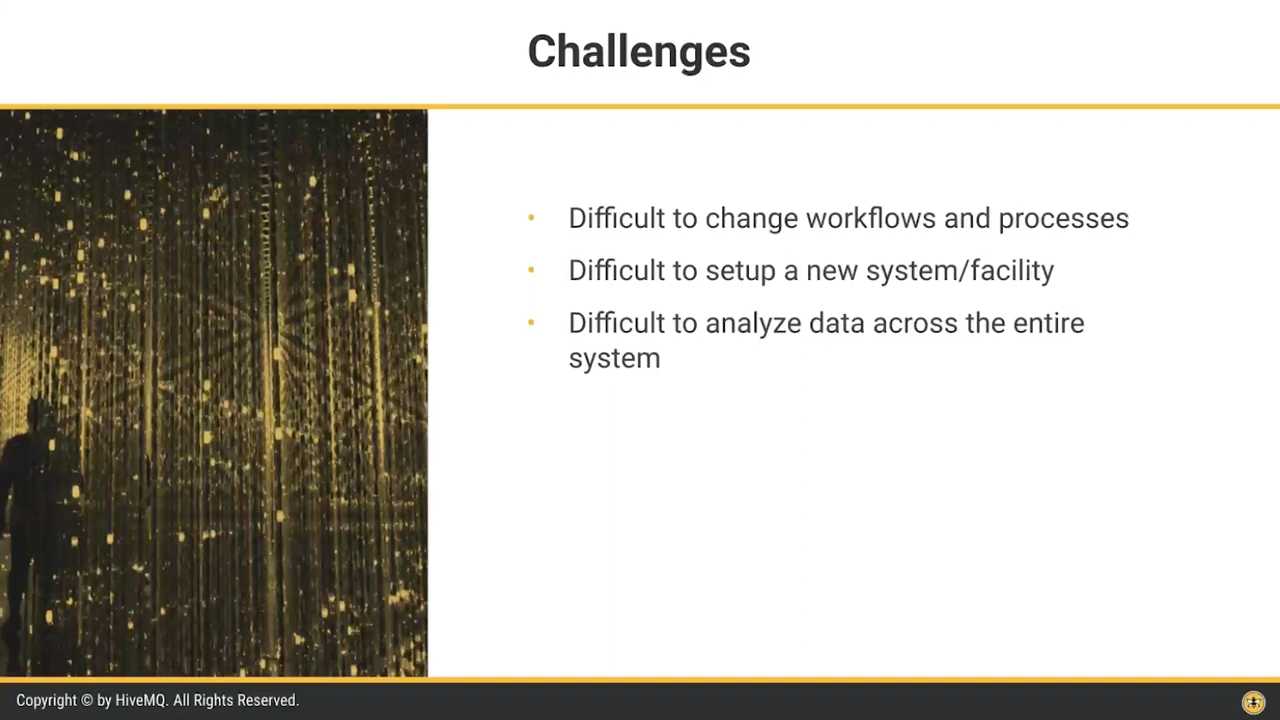 Challenges
• Difficult to change workflows and processes
• Difficult to setup a new system/facility
• Difficult to analyze data across the entire
system
Copyright © by HiveMQ. All Rights Reserved.